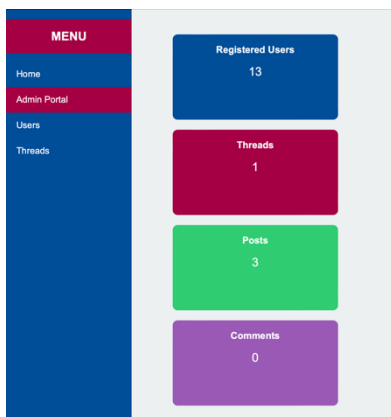 MENU
Home
Admin Portal
Users
Threads
Registered Users
13
Threads
1
Posts
3
Comments
0